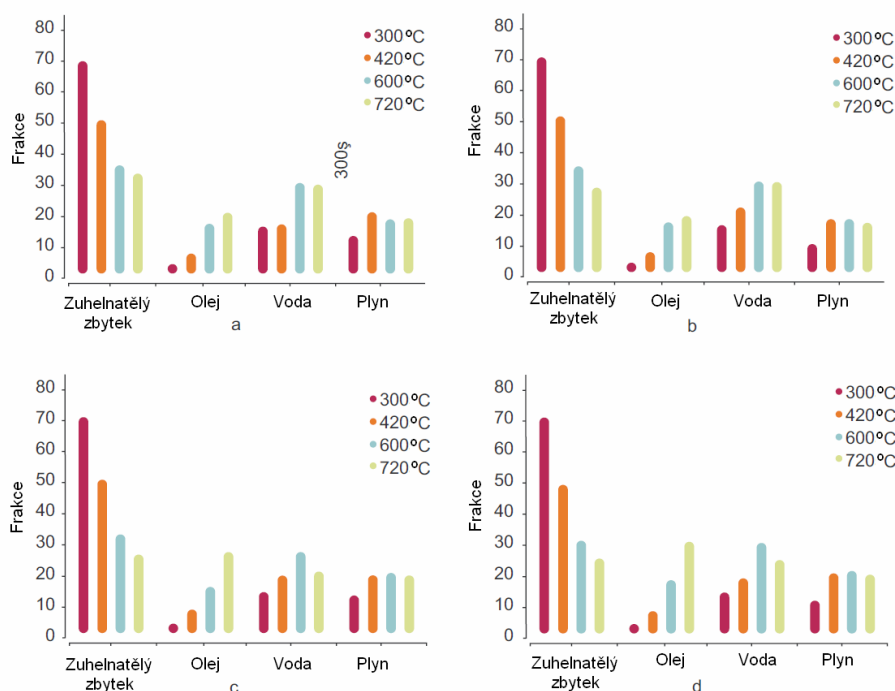 80
70
60
50
40
30
20
10
0
Frakce
300ºC
420ºC
600ºC
720ºC
300ş
Zuhelnatělý
zbytek
Olej
Voda
Plyn
a
80
70
60
50
40
30
20
10
0
Frakce
300ºC
420ºC
600ºC
720ºC
Zuhelnatělý
zbytek
Olej
Voda
Plyn
b
80
70
60
50
40
30
20
10
0
Frakce
300ºC
420ºC
600ºC
720ºC
Zuhelnatělý
zbytek
Olej
Voda
Plyn
c
80
70
60
50
40
30
20
10
0
Frakce
300ºC
420ºC
600ºC
720ºC
Zuhelnatělý
zbytek
Olej
Voda
Plyn
d